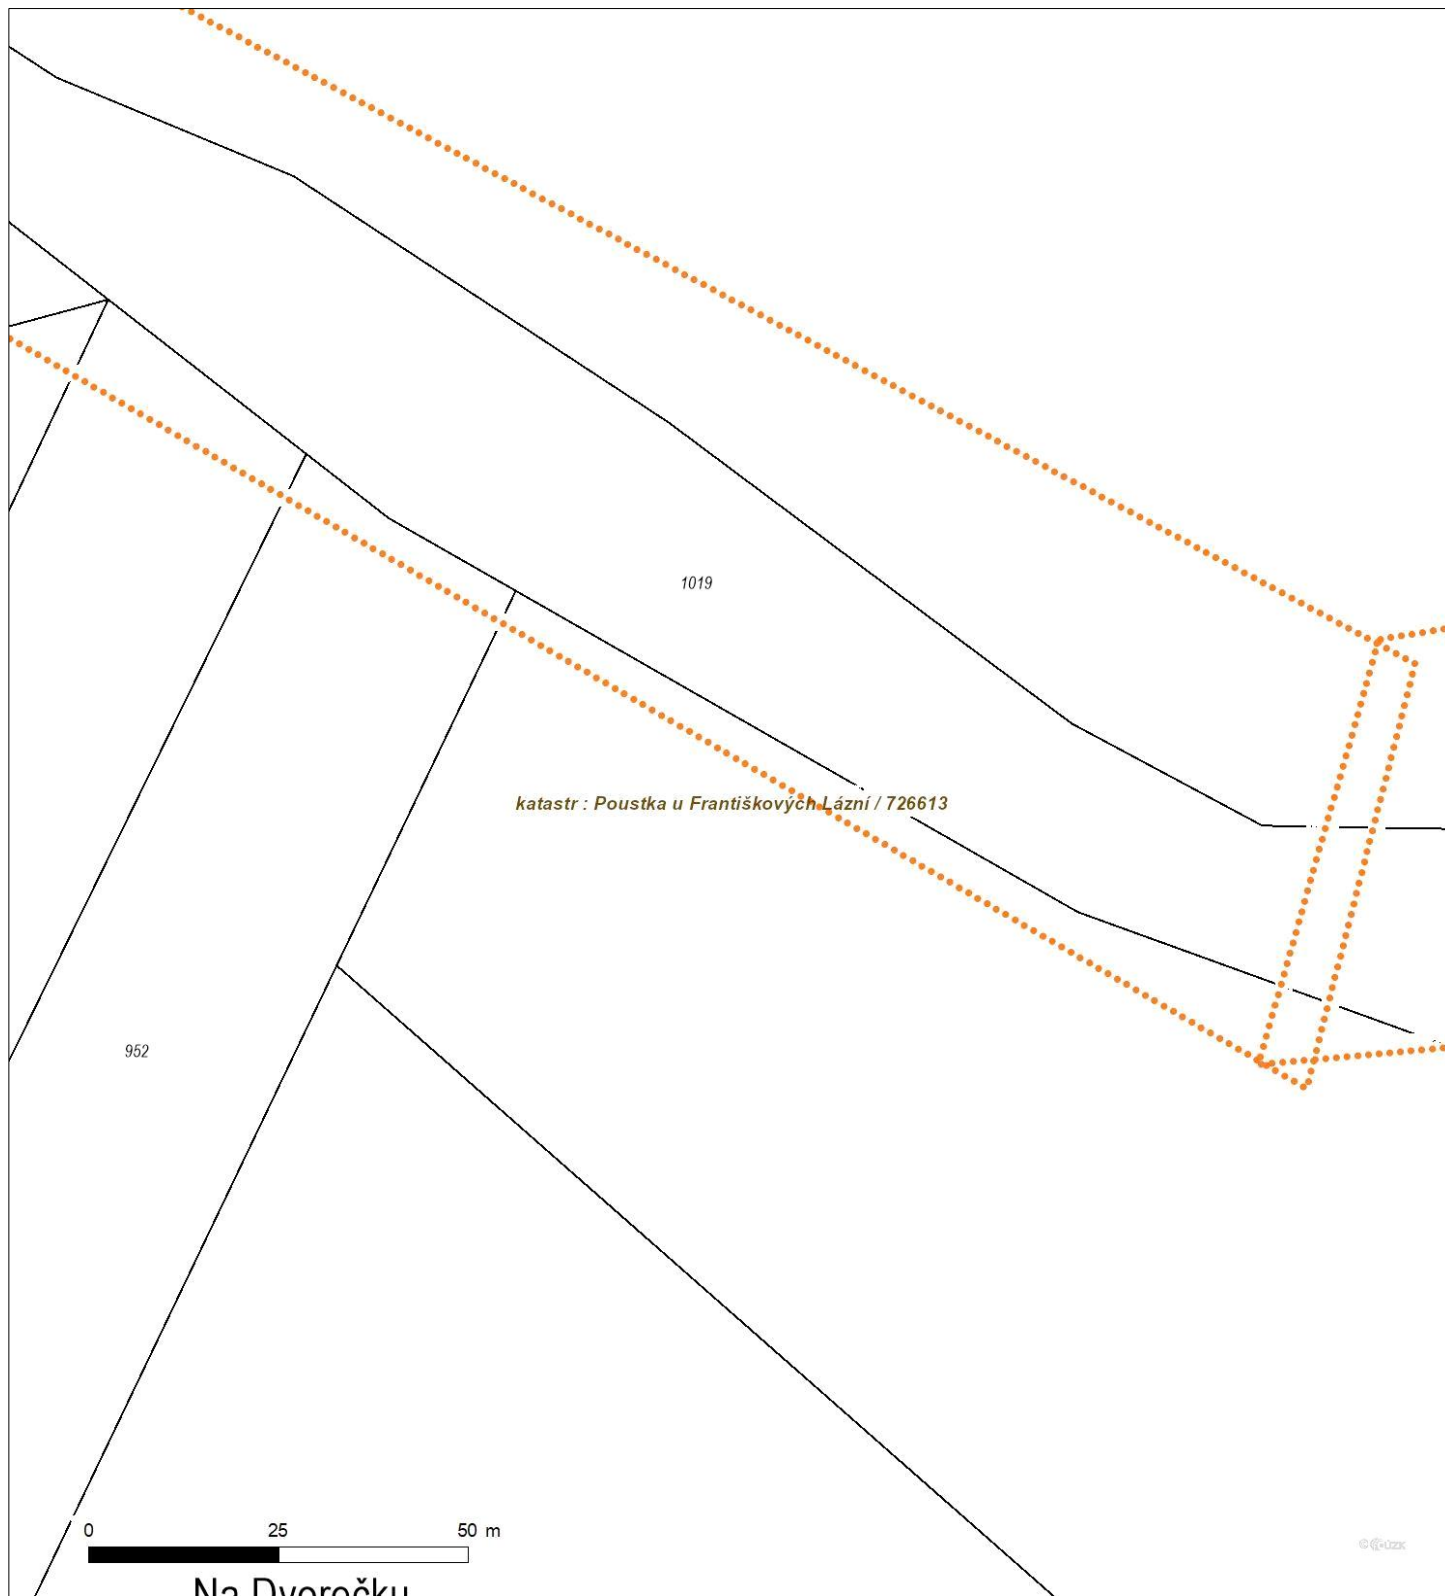 1019
katastr : Poustka u Františkových Lázní / 726613
952
0 25 50 m
Na Dvorečku